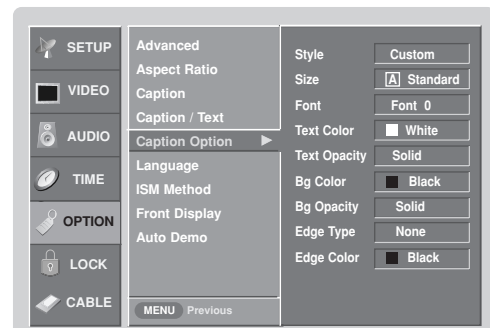 SETUP
VIDEO
AUDIO
TIME
OPTION
LOCK
CABLE
Advanced
Aspect Ratio
Caption
Caption / Text
Caption Option
Language
ISM Method
Front Display
Auto Demo
MENU Previous
Style Custom
Size A Standard
Font Font 0
Text Color White
Text Opacity Solid
Bg Color Black
Bg Opacity Solid
Edge Type None
Edge Color Black